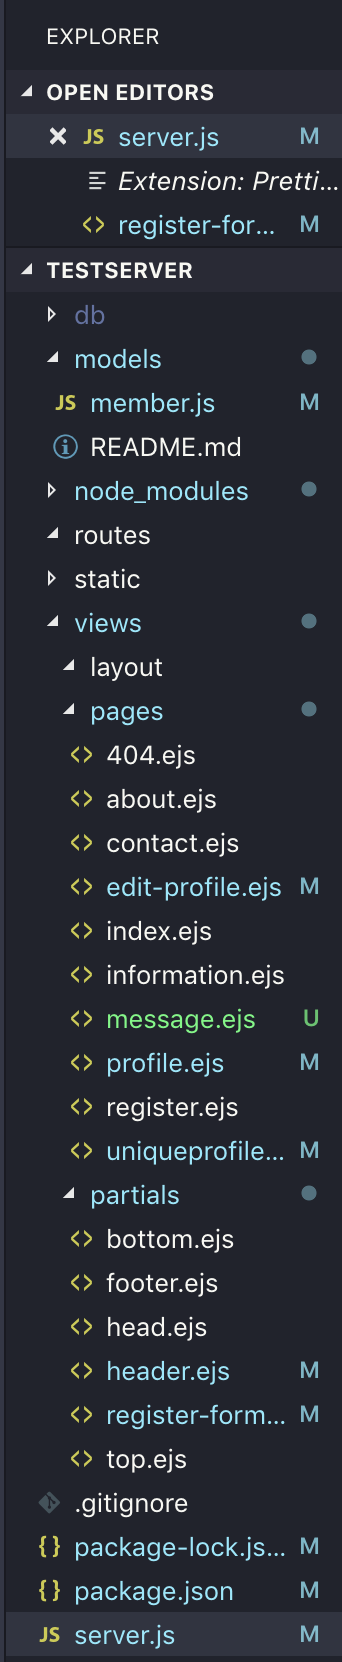 EXPLORER
OPEN EDITORS
JS server.js M
Extension: Pretti...
<> register-for... M
TESTSERVER
db
models
JS member.js M
README.md
node_modules
routes
static
views
layout
pages
<> 404.ejs
<> about.ejs
<> contact.ejs
<> edit-profile.ejs M
<> index.ejs
<> information.ejs
<> message.ejs U
<> profile.ejs M
<> register.ejs
<> uniqueprofile... M
partials
<> bottom.ejs
<> footer.ejs
<> head.ejs
<> header.ejs M
<> register-form... M
<> top.ejs
.gitignore
{} package-lock.js... M
{} package.json M
JS server.js M